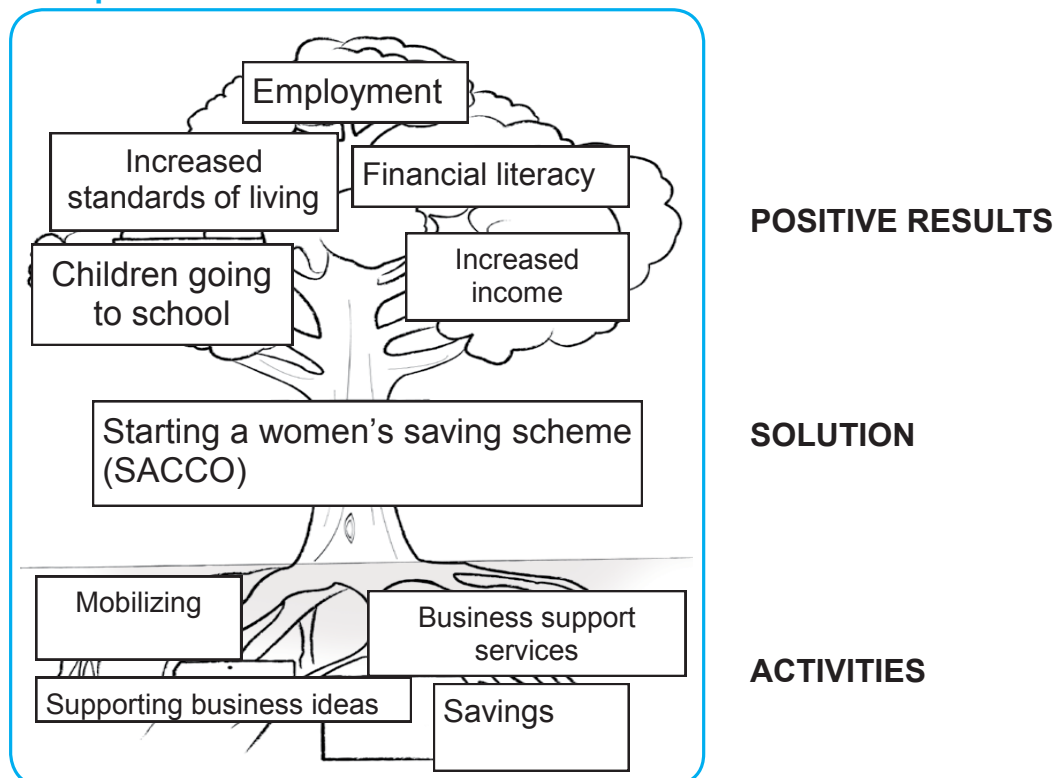 Employment
Increased
standards of living
Financial literacy
Children going
to school
Increased
income
POSITIVE RESULTS
Starting a women's saving scheme
(SACCO)
SOLUTION
Mobilizing
Business support
services
Supporting business ideas
Savings
ACTIVITIES